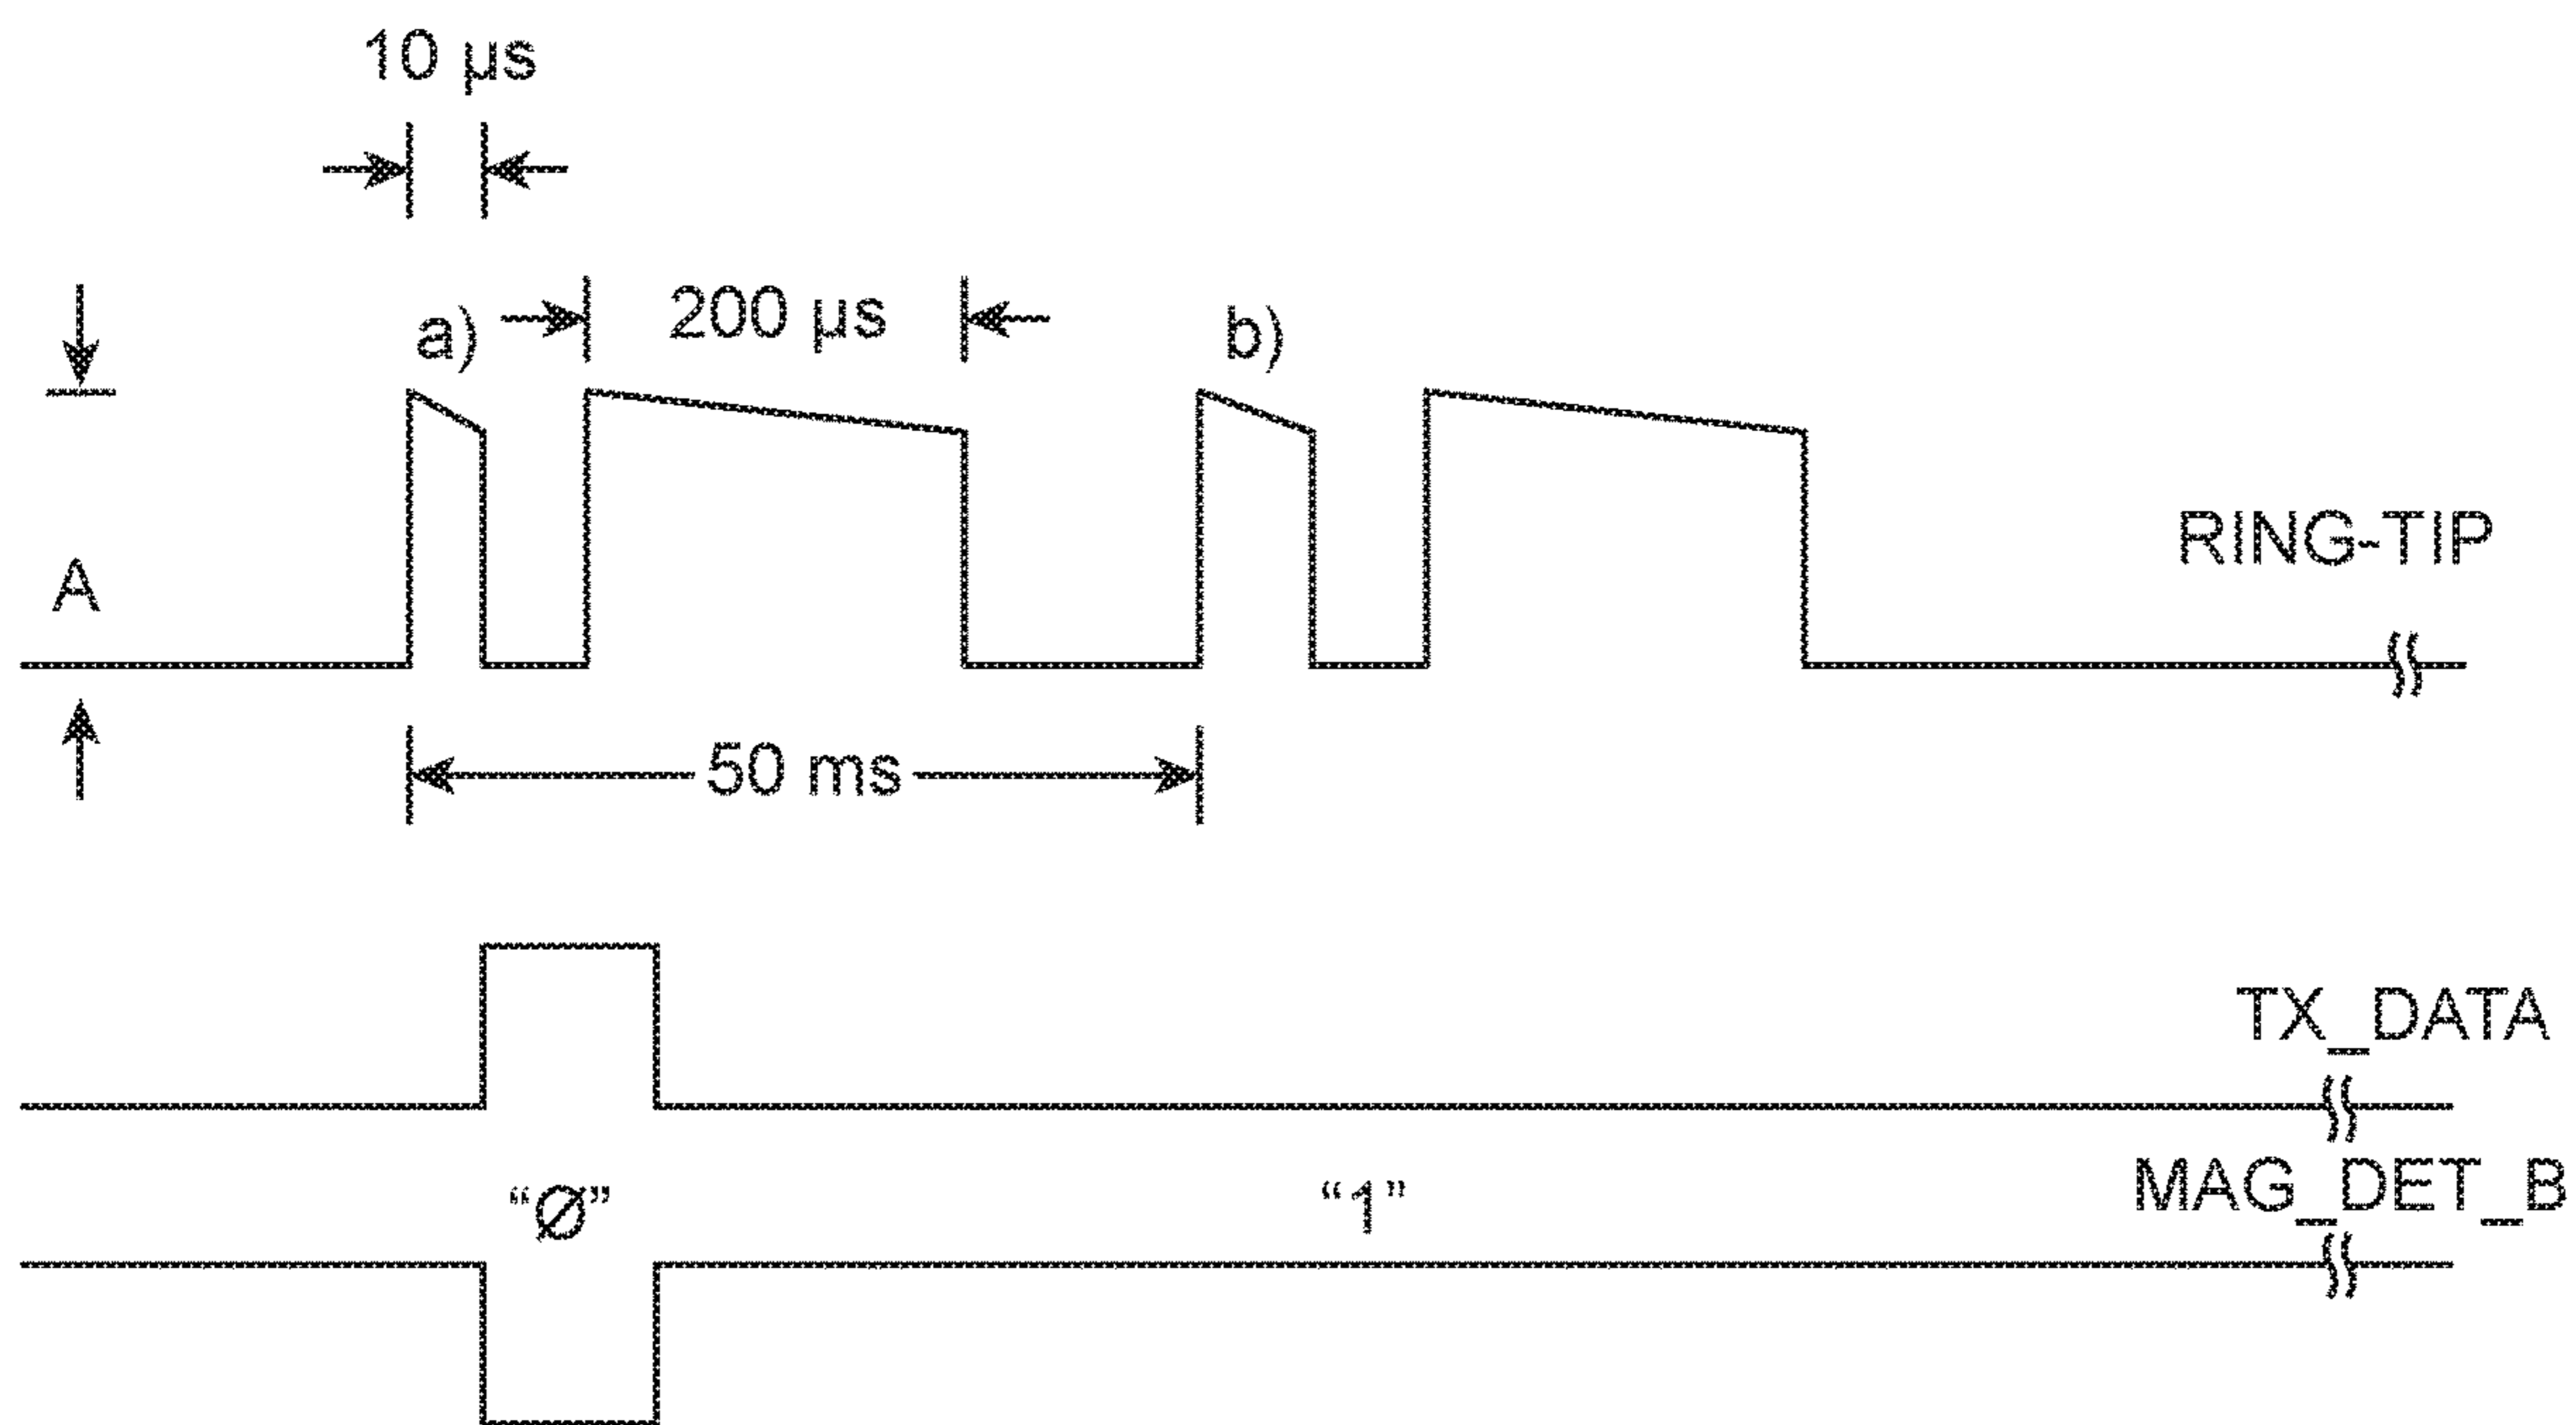 10 µs
a)
200 µs
b)
A
RING-TIP
50 ms
TX_DATA
MAG_DET_B
“Ø”
“1”